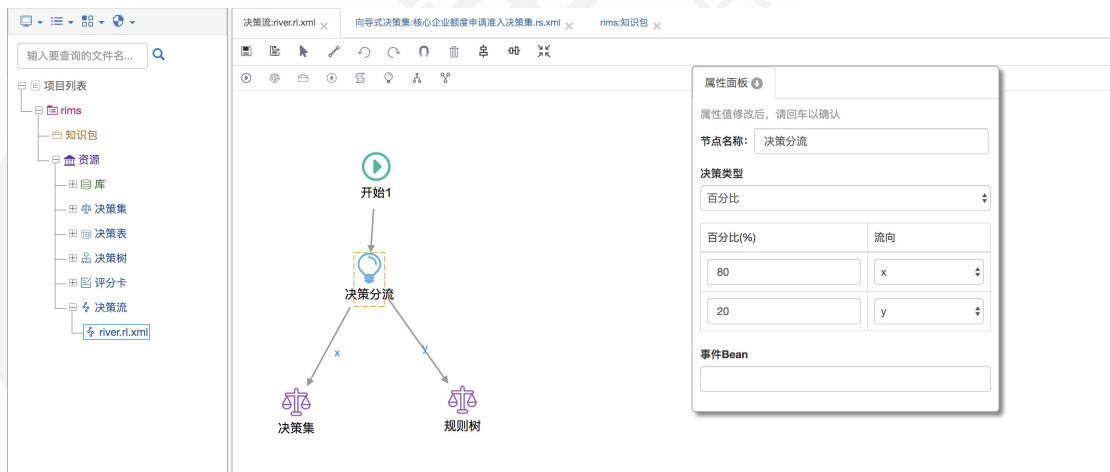 决策流:river.rl.xml
向导式决策集:核心企业额度申请准入决策集.rs.xml
rims:知识包
输入要查询的文件名...
项目列表
rims
知识包
资源
库
决策集
决策表
决策树
评分卡
决策流
river.rl.xml
开始1
决策分流
x
y
决策集
规则树
属性面板
属性值修改后，请回车以确认
节点名称： 决策分流
决策类型
百分比
百分比(%) 流向
80 x
20 y
事件Bean